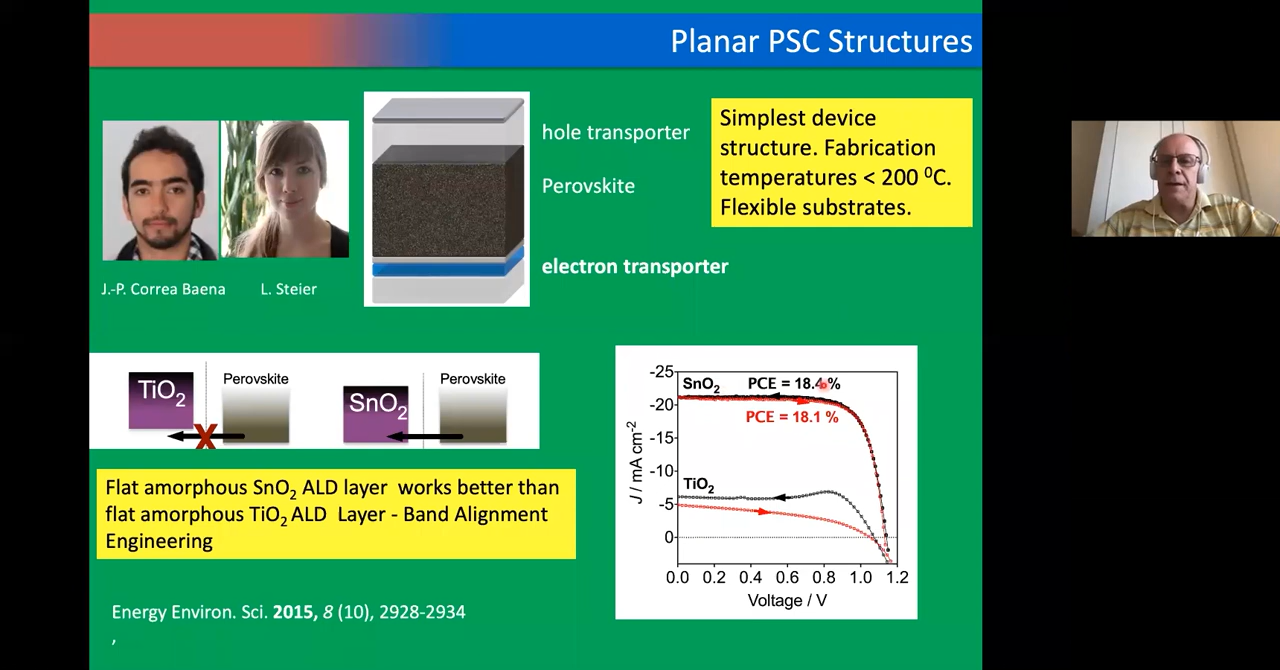 Planar PSC Structures
J.-P. Correa Baena
L. Steier
hole transporter
Perovskite
electron transporter
Simplest device
structure. Fabrication
temperatures < 200 ⁰C.
Flexible substrates.
TiO₂
Perovskite
X
SnO₂
Perovskite
Flat amorphous SnO₂ ALD layer works better than
flat amorphous TiO₂ ALD Layer - Band Alignment
Engineering
Energy Environ. Sci. 2015, 8 (10), 2928-2934
,
-25
-20
-15
-10
-5
0
J / mA cm⁻²
SnO₂
PCE = 18.4 %
PCE = 18.1 %
TiO₂
0.0 0.2 0.4 0.6 0.8 1.0 1.2
Voltage / V